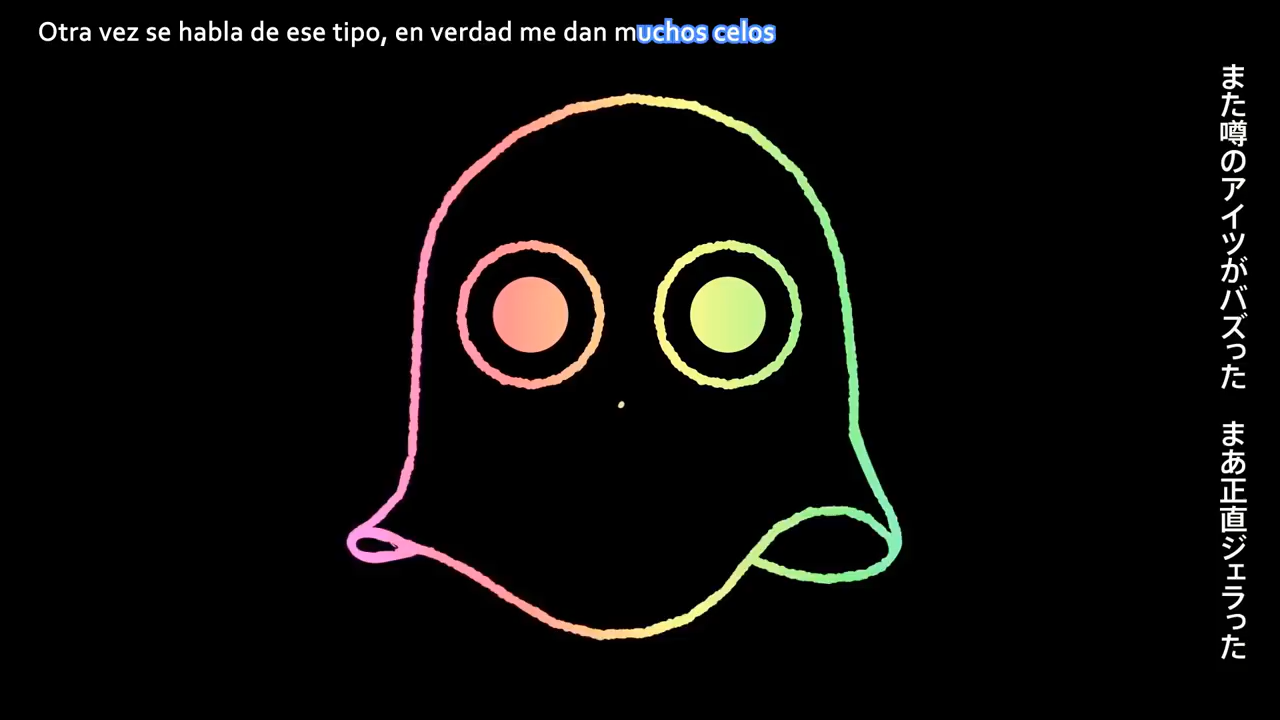 Otra vez se habla de ese tipo, en verdad me dan muchos celos
また噂のアイツがバズった　まあ正直ジェラった